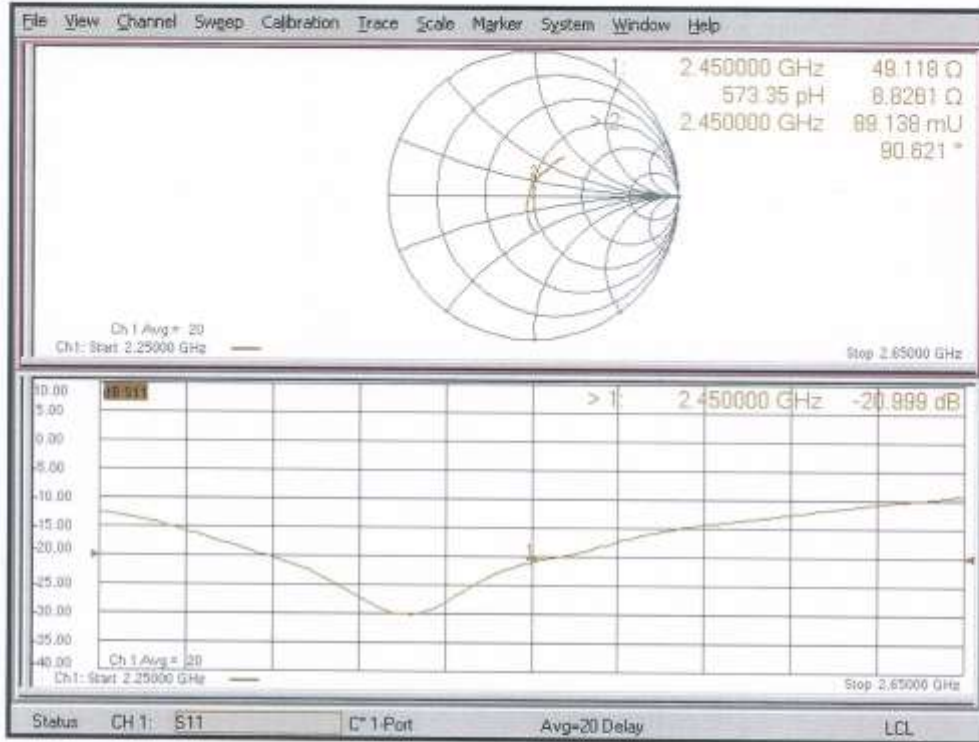 File View Channel Sweep Calibration Trace Scale Marker System Window Help
1: 2.450000 GHz 49.118 Ω
573.35 pH 8.8261 Ω
> 2: 2.450000 GHz 89.138 mU
90.621 °
Ch 1 Avg = 20
Ch1: Start 2.25000 GHz
Stop 2.65000 GHz
10.00
dB S11
> 1: 2.450000 GHz -20.999 dB
5.00
0.00
-5.00
-10.00
-15.00
-20.00
1
-25.00
-30.00
-35.00
-40.00
Ch 1 Avg = 20
Ch1: Start 2.25000 GHz
Stop 2.65000 GHz
Status CH 1: S11 C* 1-Port Avg=20 Delay LCL